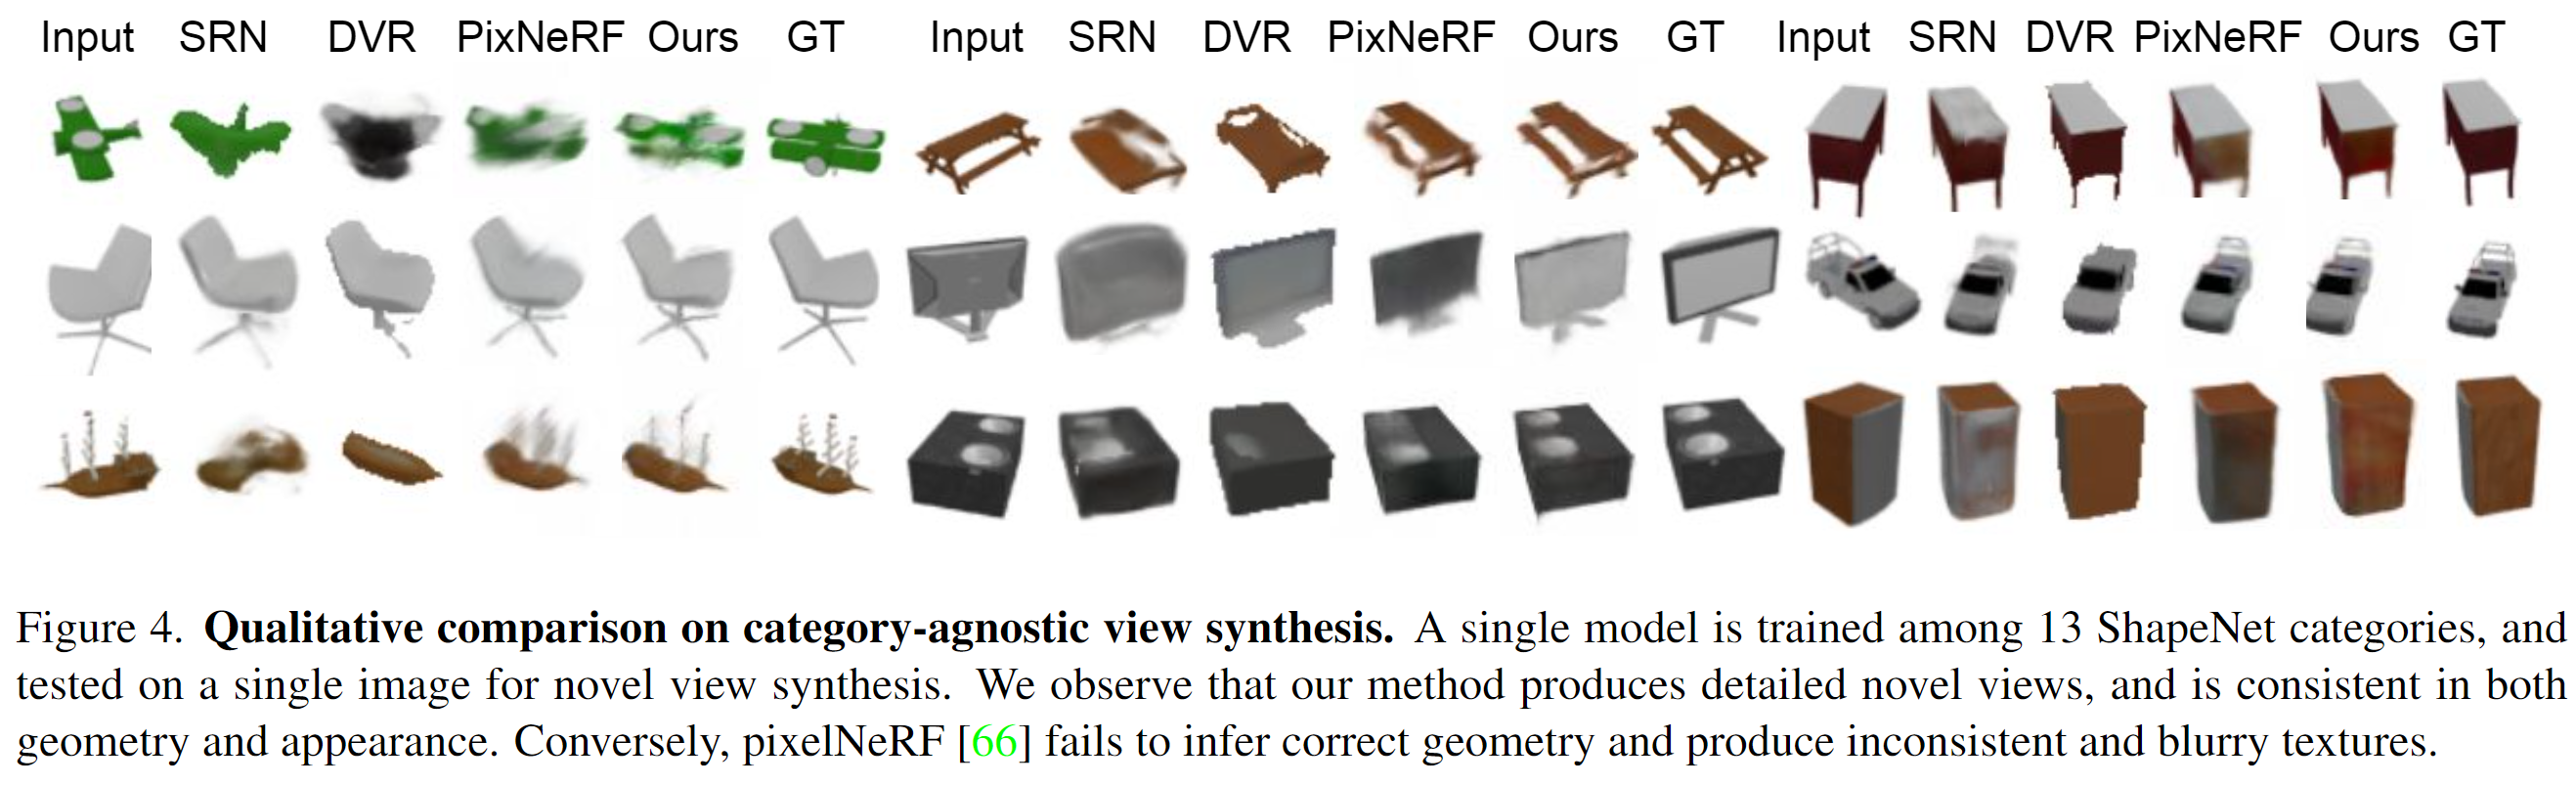 Input SRN DVR PixNeRF Ours GT Input SRN DVR PixNeRF Ours GT Input SRN DVR PixNeRF Ours GT
Figure 4. Qualitative comparison on category-agnostic view synthesis. A single model is trained among 13 ShapeNet categories, and
tested on a single image for novel view synthesis. We observe that our method produces detailed novel views, and is consistent in both
geometry and appearance. Conversely, pixelNeRF [66] fails to infer correct geometry and produce inconsistent and blurry textures.